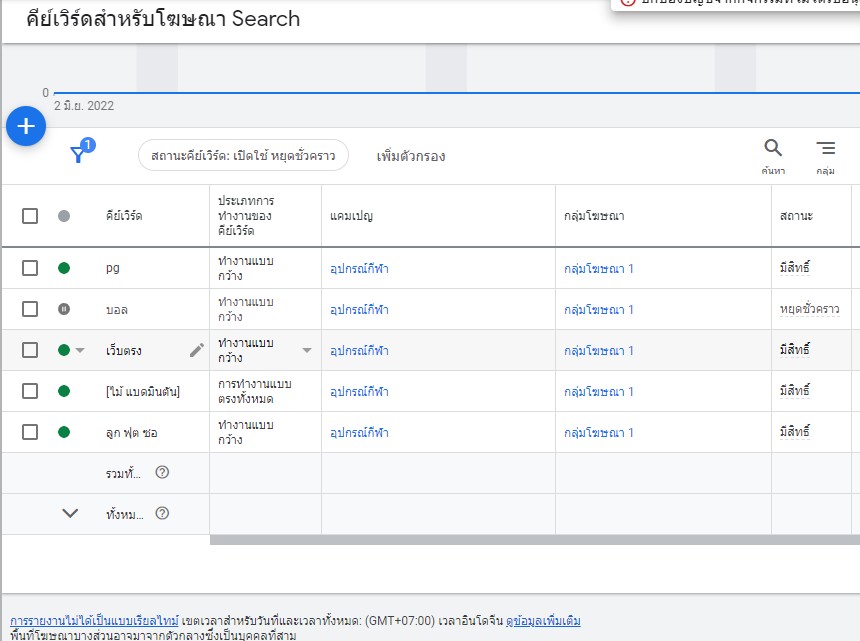 คีย์เวิร์ดสำหรับโฆษณา Search
0
2 มิ.ย. 2022
1
สถานะคีย์เวิร์ด: เปิดใช้ หยุดชั่วคราว
เพิ่มตัวกรอง
ค้นหา
กลุ่ม
คีย์เวิร์ด
ประเภทการ
ทำงานของ
คีย์เวิร์ด
แคมเปญ
กลุ่มโฆษณา
สถานะ
pg
ทำงานแบบ
กว้าง
อุปกรณ์กีฬา
กลุ่มโฆษณา 1
มีสิทธิ์
บอล
ทำงานแบบ
กว้าง
อุปกรณ์กีฬา
กลุ่มโฆษณา 1
หยุดชั่วคราว
เว็บตรง
ทำงานแบบ
กว้าง
อุปกรณ์กีฬา
กลุ่มโฆษณา 1
มีสิทธิ์
[ไม้ แบดมินตัน]
การทำงานแบบ
ตรงทั้งหมด
อุปกรณ์กีฬา
กลุ่มโฆษณา 1
มีสิทธิ์
ลูก ฟุต ซอ
ทำงานแบบ
กว้าง
อุปกรณ์กีฬา
กลุ่มโฆษณา 1
มีสิทธิ์
รวมทั้...
ทั้งหม...
การรายงานไม่ได้เป็นแบบเรียลไทม์ เขตเวลาสำหรับวันที่และเวลาทั้งหมด: (GMT+07:00) เวลาอินโดจีน ดูข้อมูลเพิ่มเติม
พื้นที่โฆษณาบางส่วนอาจมาจากตัวกลางซึ่งเป็นบุคคลที่สาม